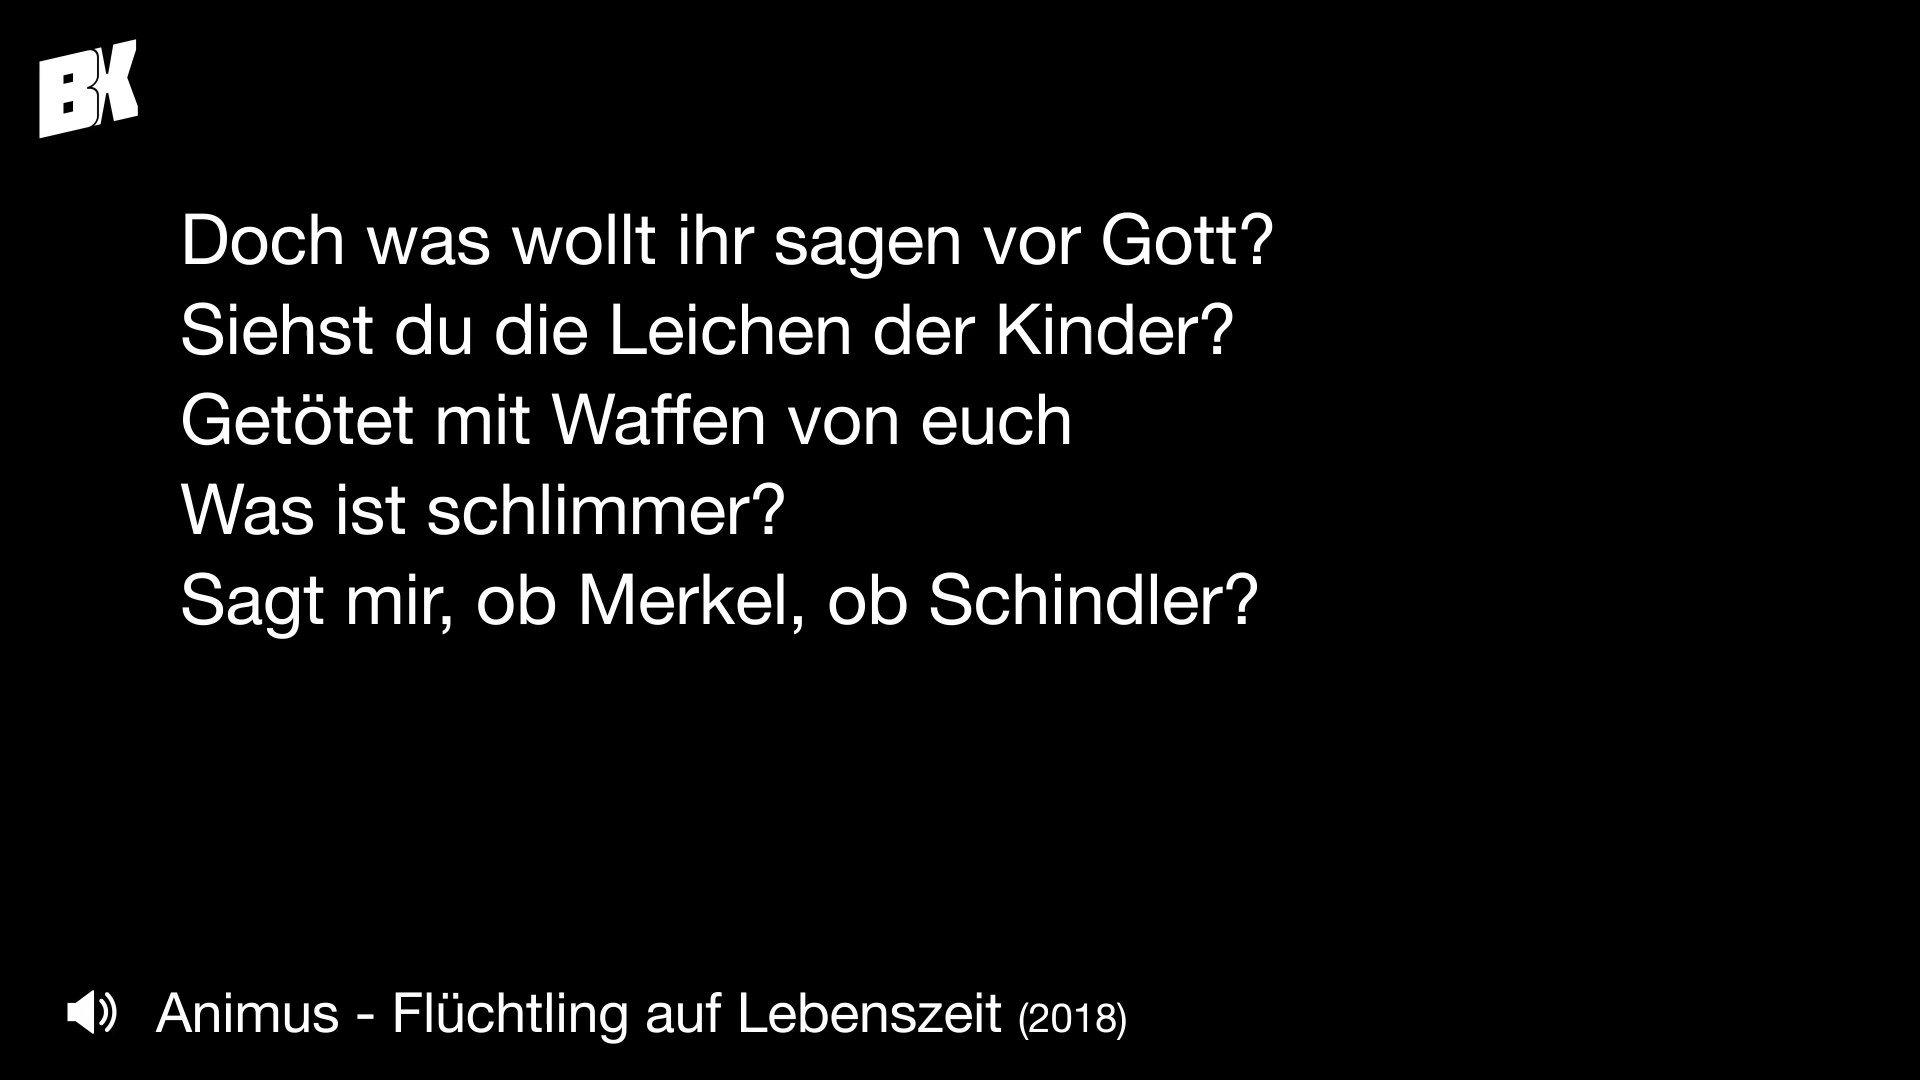 BK
Doch was wollt ihr sagen vor Gott?
Siehst du die Leichen der Kinder?
Getötet mit Waffen von euch
Was ist schlimmer?
Sagt mir, ob Merkel, ob Schindler?
Animus - Flüchtling auf Lebenszeit (2018)